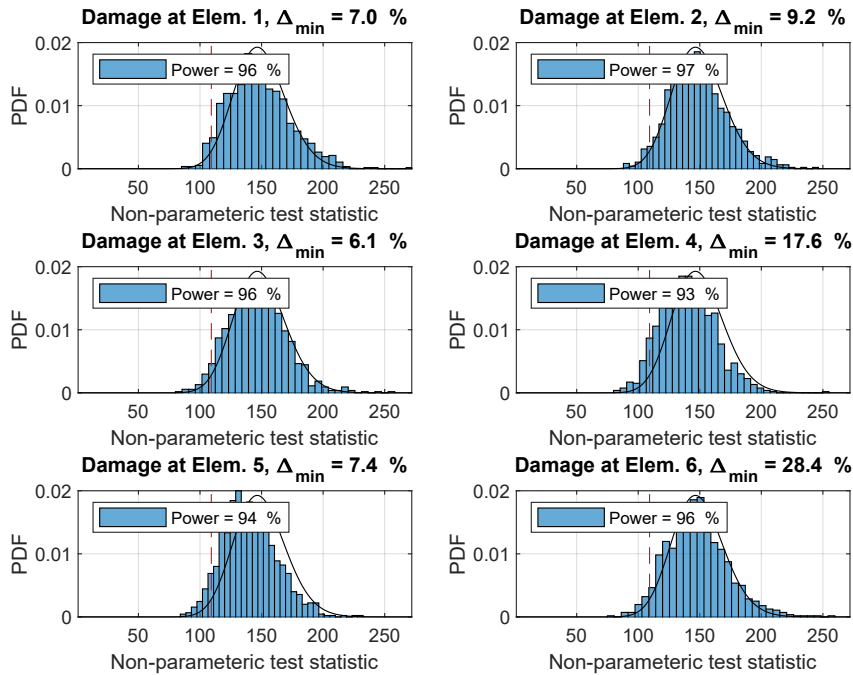 Damage at Elem. 1, Δmin = 7.0 %
0.02
0.01
0
PDF
Power = 96 %
50 100 150 200 250
Non-parameteric test statistic
Damage at Elem. 2, Δmin = 9.2 %
0.02
0.01
0
PDF
Power = 97 %
50 100 150 200 250
Non-parameteric test statistic
Damage at Elem. 3, Δmin = 6.1 %
0.02
0.01
0
PDF
Power = 96 %
50 100 150 200 250
Non-parameteric test statistic
Damage at Elem. 4, Δmin = 17.6 %
0.02
0.01
0
PDF
Power = 93 %
50 100 150 200 250
Non-parameteric test statistic
Damage at Elem. 5, Δmin = 7.4 %
0.02
0.01
0
PDF
Power = 94 %
50 100 150 200 250
Non-parameteric test statistic
Damage at Elem. 6, Δmin = 28.4 %
0.02
0.01
0
PDF
Power = 96 %
50 100 150 200 250
Non-parameteric test statistic